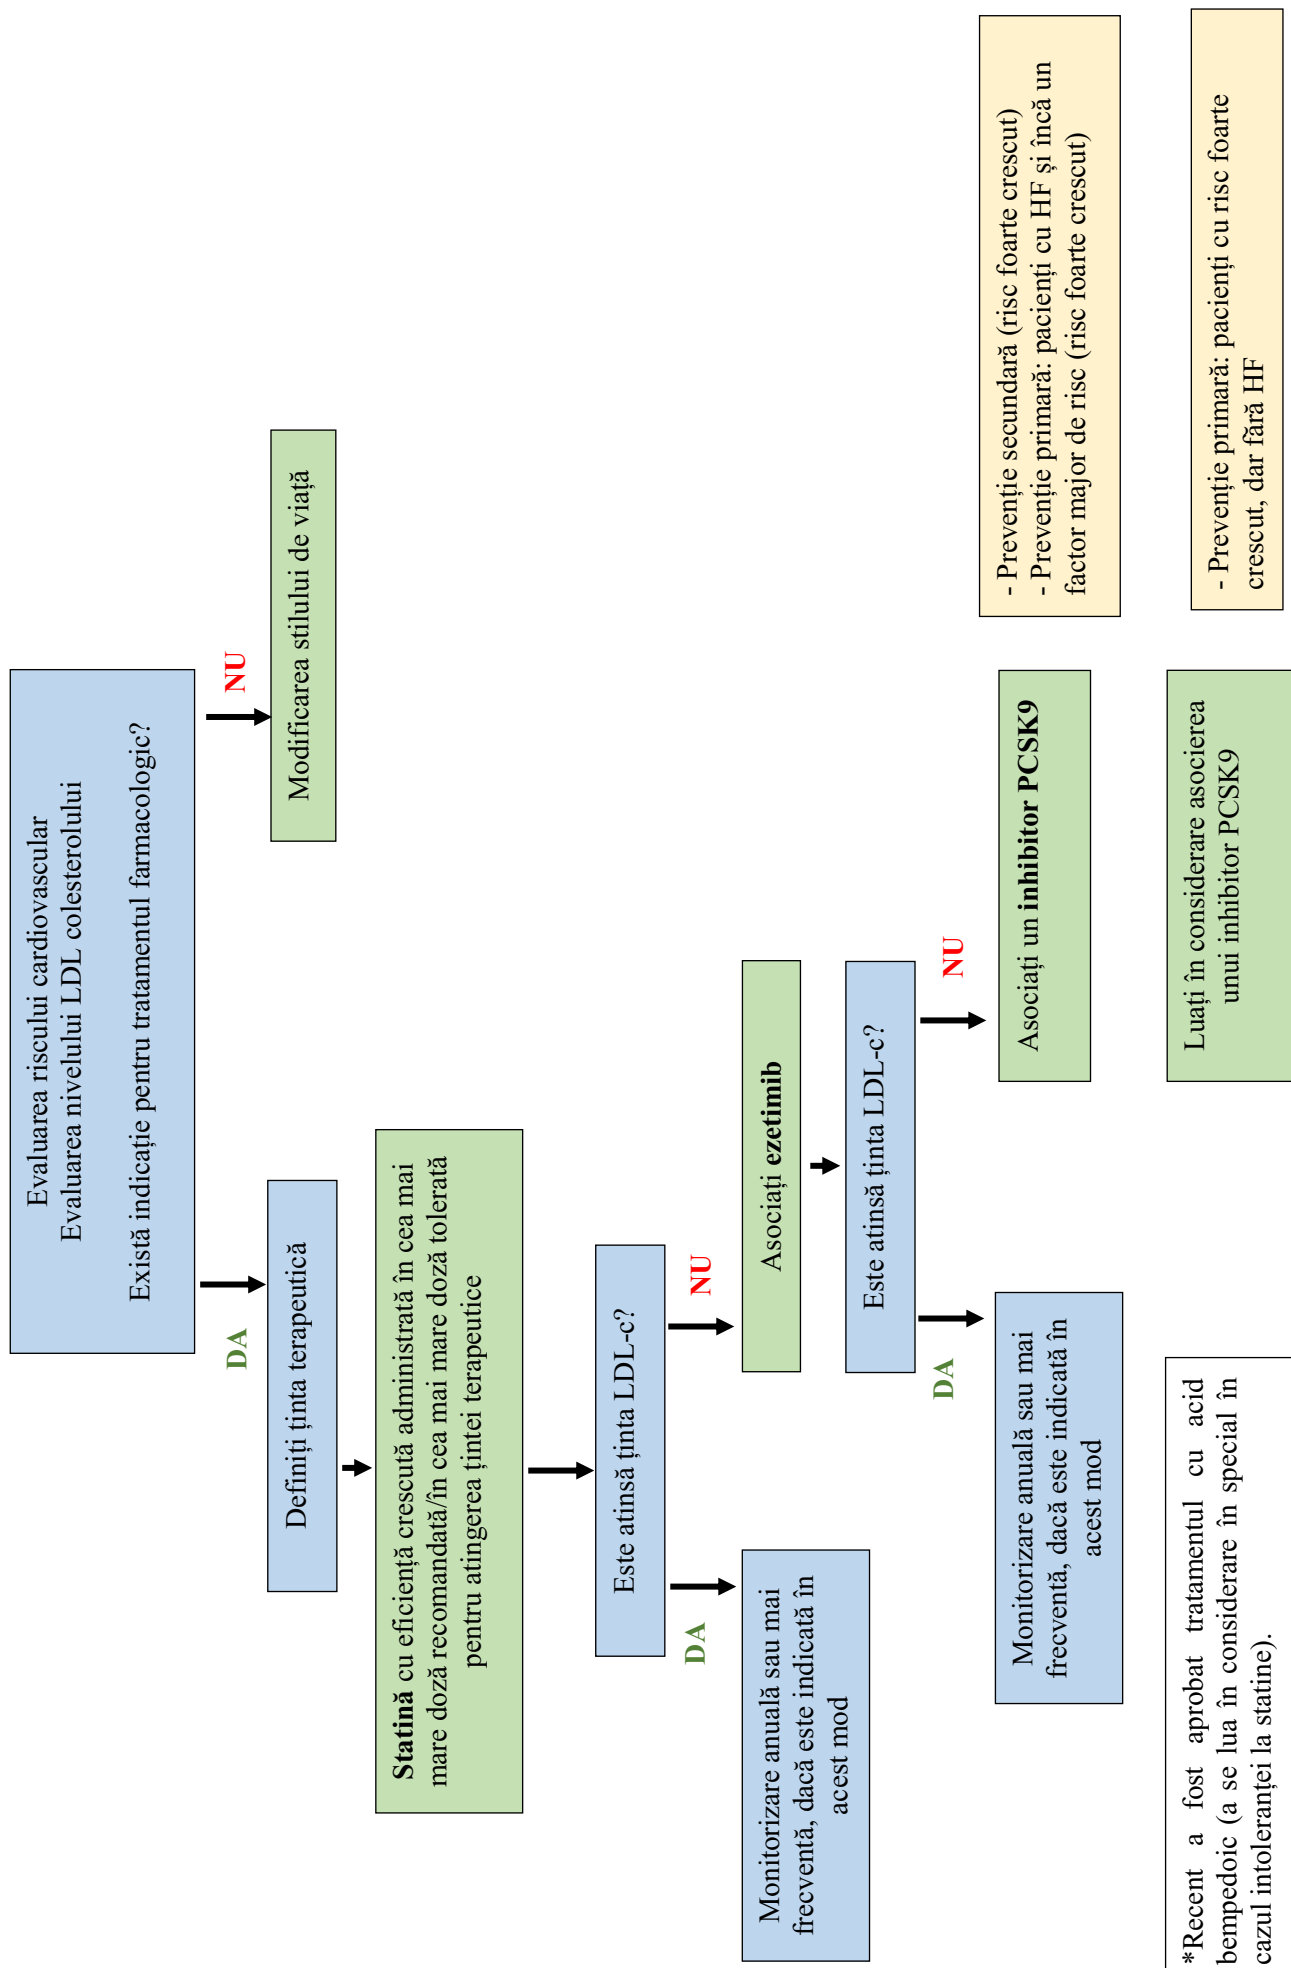 Evaluarea riscului cardiovascular
Evaluarea nivelului LDL colesterolului
Există indicație pentru tratamentul farmacologic?
DA
NU
Definiți ținta terapeutică
Modificarea stilului de viață
Statină cu eficiență crescută administrată în cea mai
mare doză recomandată/în cea mai mare doză tolerată
pentru atingerea țintei terapeutice
Este atinsă ținta LDL-c?
DA
NU
Monitorizare anuală sau mai
frecventă, dacă este indicată în
acest mod
Asociați ezetimib
Este atinsă ținta LDL-c?
DA
NU
Monitorizare anuală sau mai
frecventă, dacă este indicată în
acest mod
Asociați un inhibitor PCSK9
- Prevenție secundară (risc foarte crescut)
- Prevenție primară: pacienți cu HF și încă un
factor major de risc (risc foarte crescut)
*Recent a fost aprobat tratamentul cu acid
bempedoic (a se lua în considerare în special în
cazul intoleranței la statine).
Luați în considerare asocierea
unui inhibitor PCSK9
- Prevenție primară: pacienți cu risc foarte
crescut, dar fără HF